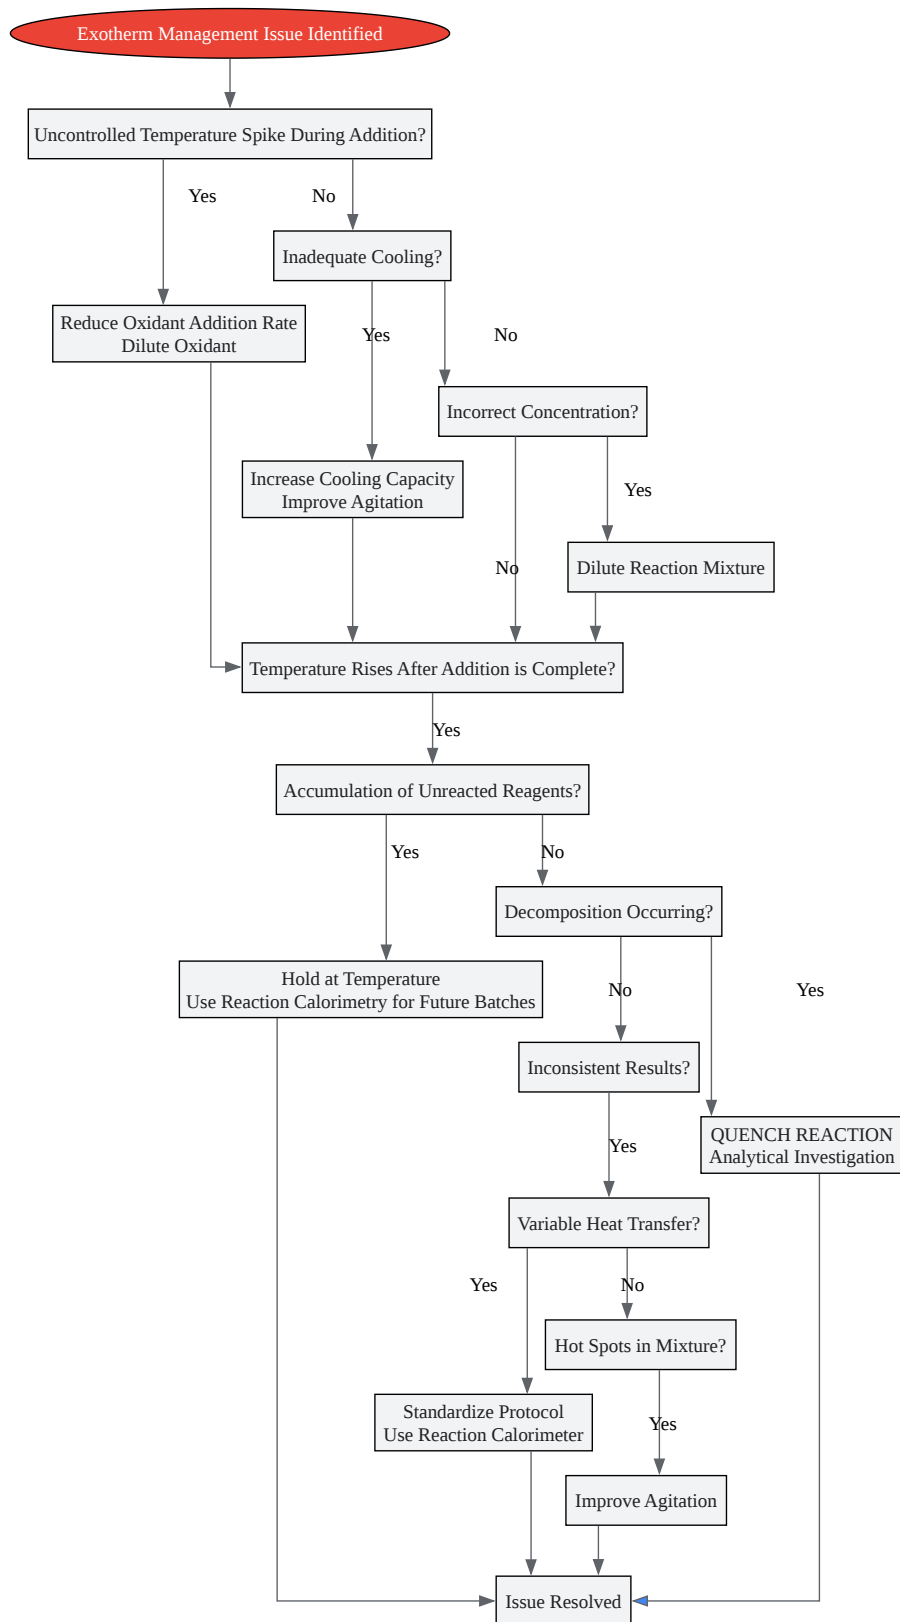 Exotherm Management Issue Identified
Uncontrolled Temperature Spike During Addition?
Yes
No
Inadequate Cooling?
Reduce Oxidant Addition Rate
Dilute Oxidant
Yes
No
Incorrect Concentration?
Increase Cooling Capacity
Improve Agitation
Yes
No
Dilute Reaction Mixture
Temperature Rises After Addition is Complete?
Yes
Accumulation of Unreacted Reagents?
Yes
No
Decomposition Occurring?
Hold at Temperature
Use Reaction Calorimetry for Future Batches
No
Yes
Inconsistent Results?
QUENCH REACTION
Analytical Investigation
Yes
Variable Heat Transfer?
Yes
No
Hot Spots in Mixture?
Standardize Protocol
Use Reaction Calorimeter
Yes
Improve Agitation
Issue Resolved